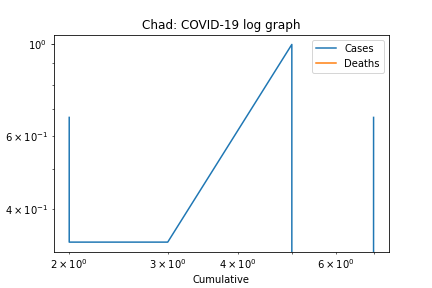 Chad: COVID-19 log graph
10⁰
6 × 10⁻¹
4 × 10⁻¹
Cases
Deaths
2 × 10⁰
3 × 10⁰
4 × 10⁰
6 × 10⁰
Cumulative